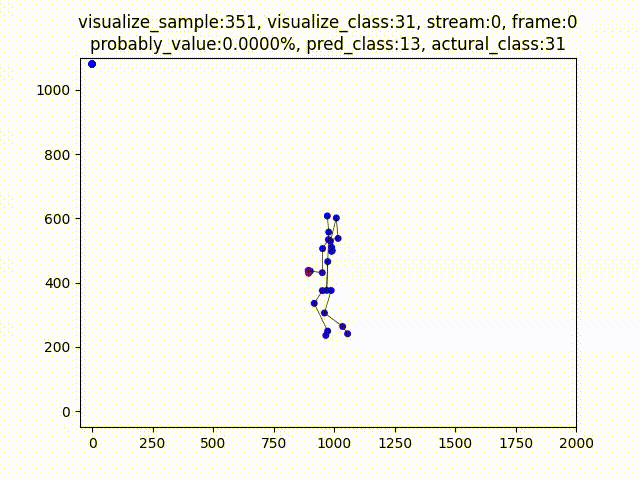 visualize_sample:351, visualize_class:31, stream:0, frame:0
probably_value:0.0000%, pred_class:13, actural_class:31
1000
800
600
400
200
0
0 250 500 750 1000 1250 1500 1750 2000